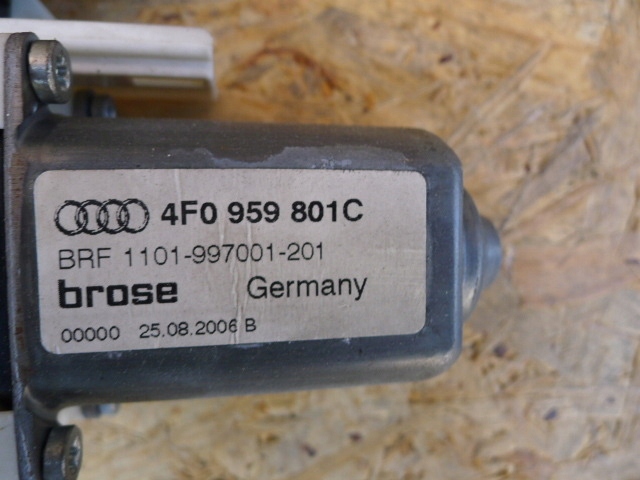 4F0 959 801C
BRF 1101-997001-201
brose Germany
00000 25.08.2006 B